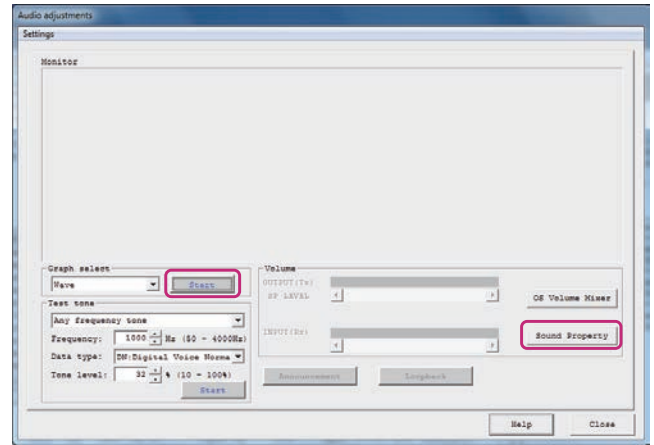 Audio adjustments
Settings
Monitor
Graph select
Wave
Start
Test tone
Any frequency tone
Frequency: 1000 Hz (50 - 4000Hz)
Data type: DN:Digital Voice Norma
Tone level: 32 % (10 - 100%)
Start
Volume
OUTPUT(Tx)
SP LAVAL
OS Volume Mixer
INPUT(Rx)
Sound Property
Announcement
Loopback
Help
Close